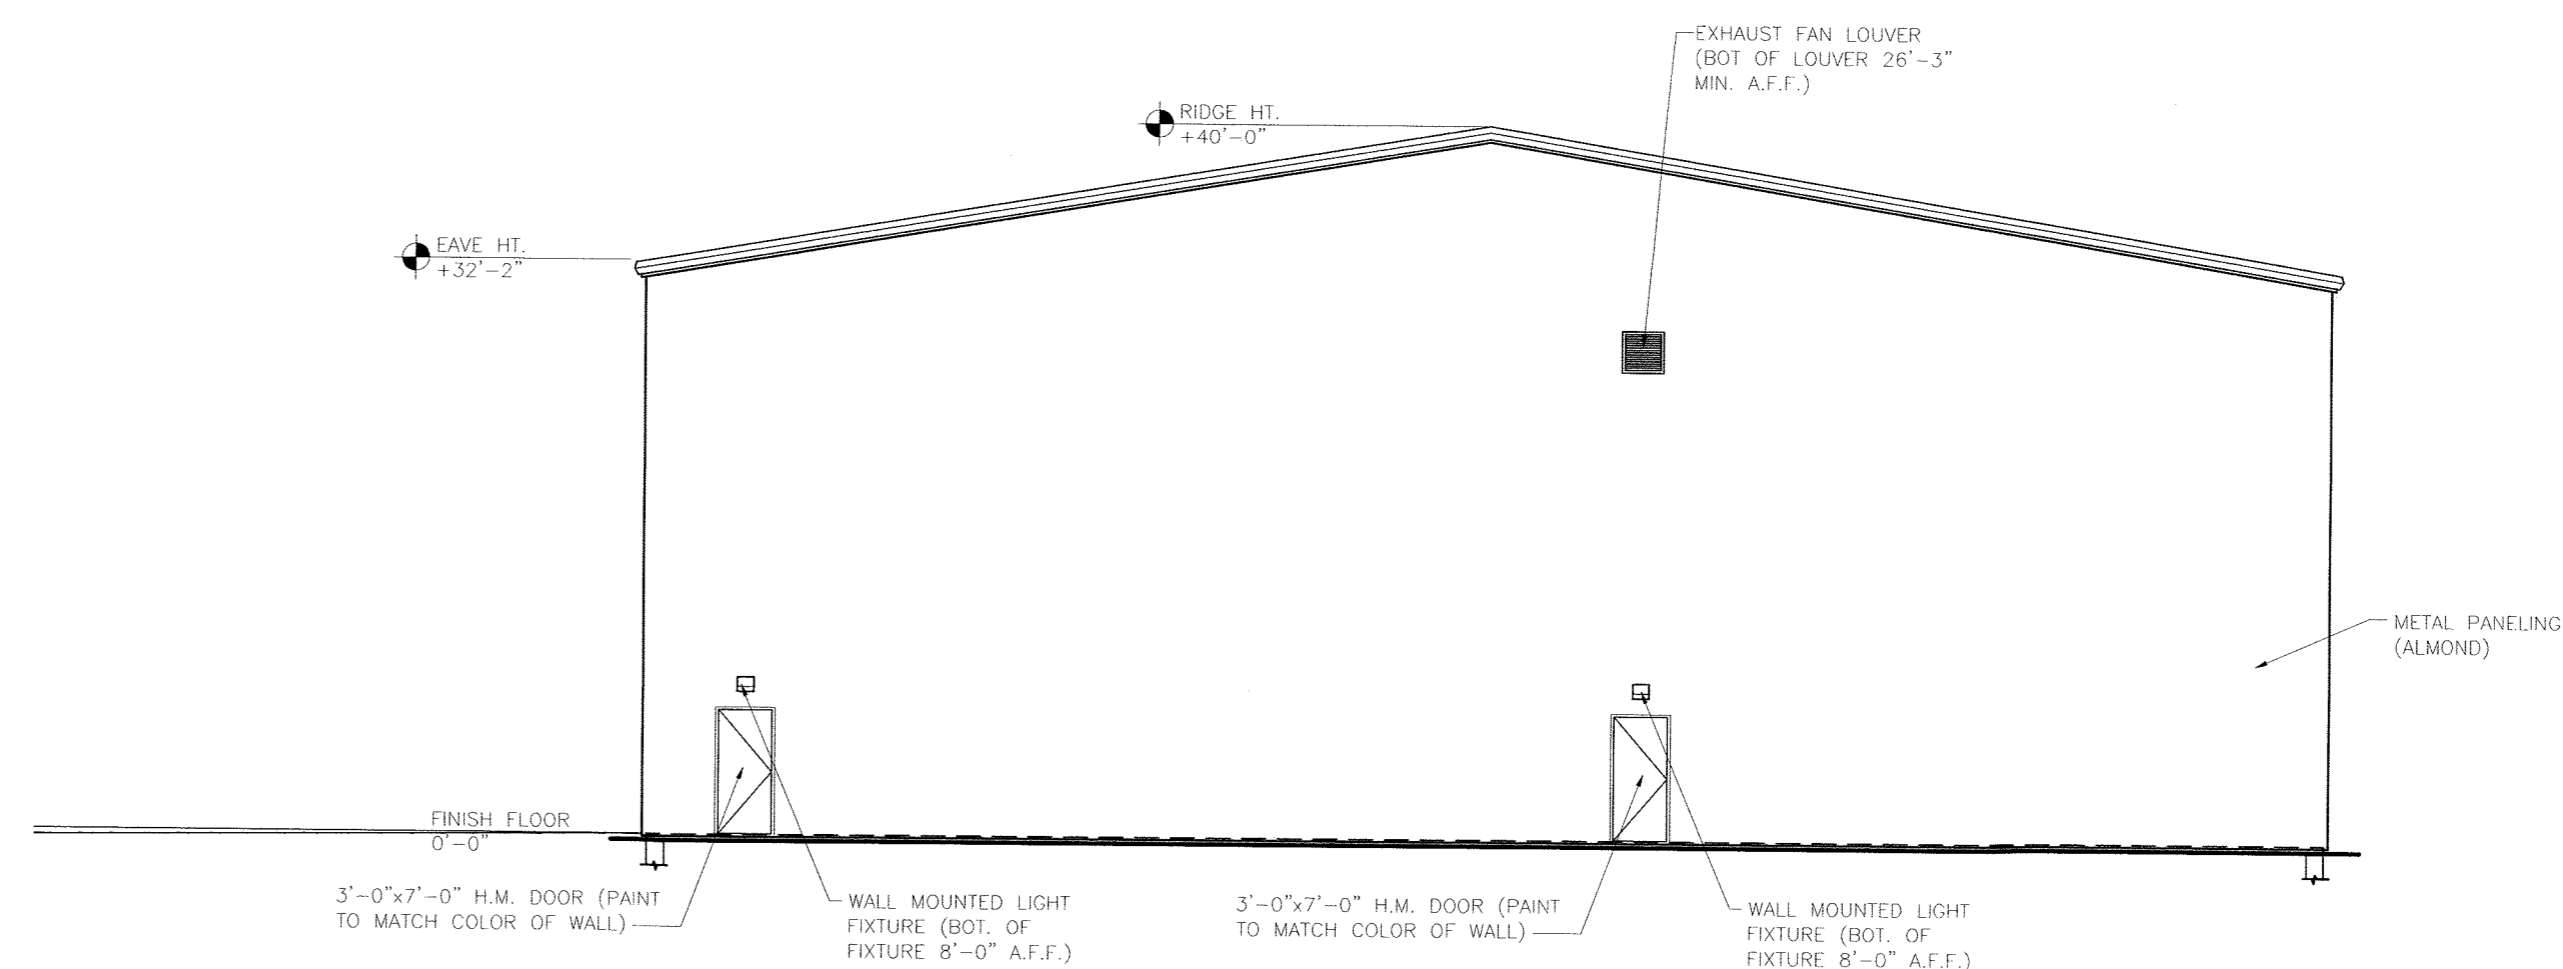 EXHAUST FAN LOUVER
(BOT OF LOUVER 26'-3"
MIN. A.F.F.)
RIDGE HT.
+40'-0"
EAVE HT.
+32'-2"
METAL PANELING
(ALMOND)
FINISH FLOOR
0'-0"
3'-0"x7'-0" H.M. DOOR (PAINT
TO MATCH COLOR OF WALL)
WALL MOUNTED LIGHT
FIXTURE (BOT. OF
FIXTURE 8'-0" A.F.F.)
3'-0"x7'-0" H.M. DOOR (PAINT
TO MATCH COLOR OF WALL)
WALL MOUNTED LIGHT
FIXTURE (BOT. OF
FIXTURE 8'-0" A.F.F.)